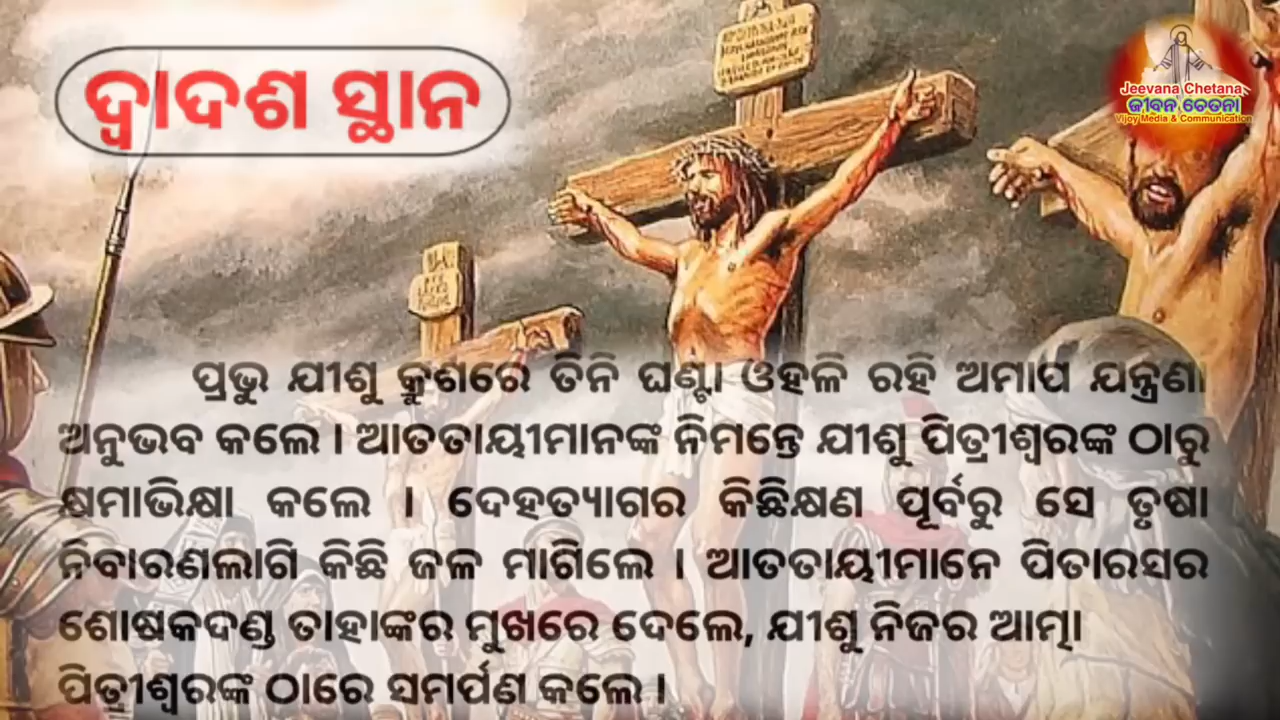 ଦ୍ୱାଦଶ ସ୍ଥାନ
Jeevana Chetana
ଜୀବନ ଚେତନା
Vijoy Media & Communication
ପ୍ରଭୁ ଯୀଶୁ କ୍ରୁଶରେ ତିନି ଘଣ୍ଟା ଓହଳି ରହି ଅମାପ ଯନ୍ତ୍ରଣା
ଅନୁଭବ କଲେ । ଆତତାୟୀମାନଙ୍କ ନିମନ୍ତେ ଯୀଶୁ ପିତ୍ରୀଶ୍ୱରଙ୍କ ଠାରୁ
କ୍ଷମାଭିକ୍ଷା କଲେ । ଦେହତ୍ୟାଗର କିଛିକ୍ଷଣ ପୂର୍ବରୁ ସେ ତୃଷା
ନିବାରଣଲାଗି କିଛି ଜଳ ମାଗିଲେ । ଆତତାୟୀମାନେ ପିତାରସର
ଶୋଷକଦଣ୍ଡ ତାହାଙ୍କର ମୁଖରେ ଦେଲେ, ଯୀଶୁ ନିଜର ଆତ୍ମା
ପିତ୍ରୀଶ୍ୱରଙ୍କ ଠାରେ ସମର୍ପଣ କଲେ ।